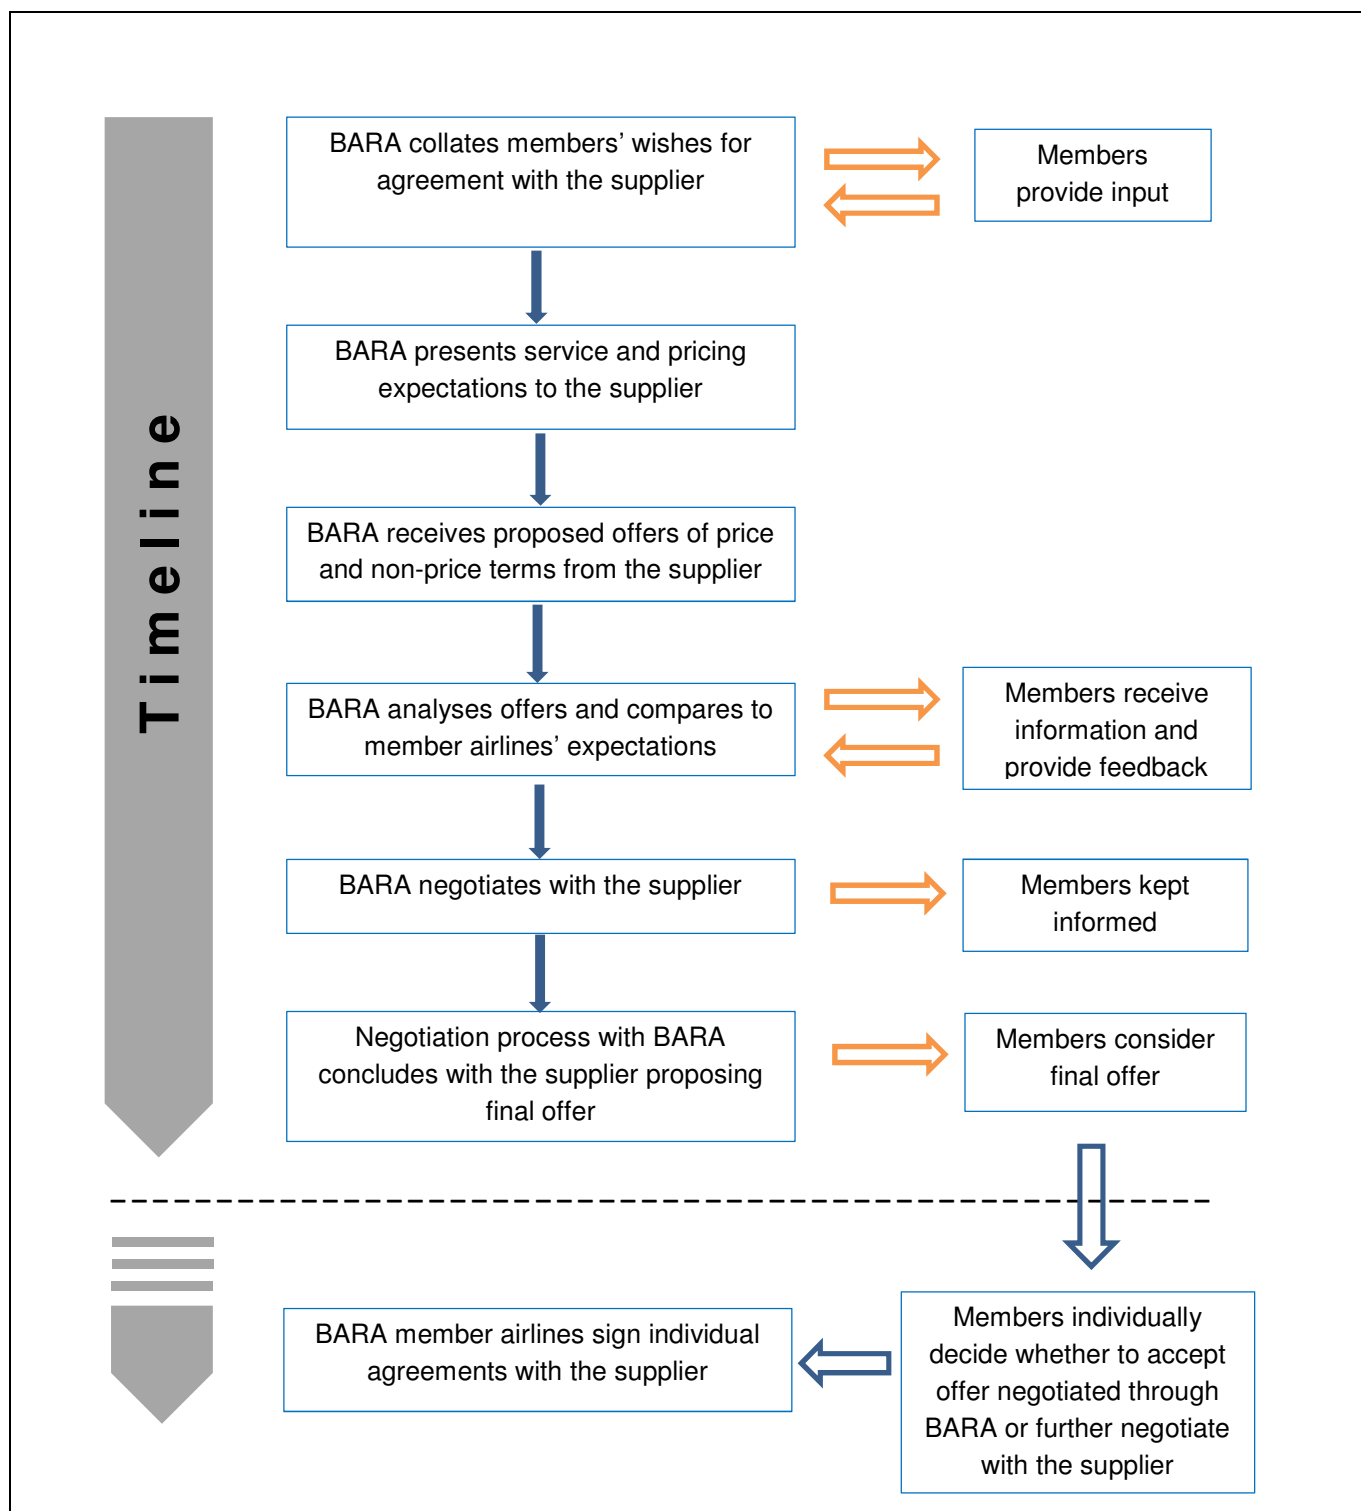 BARA collates members’ wishes for
agreement with the supplier
Members
provide input
BARA presents service and pricing
expectations to the supplier
Timeline
BARA receives proposed offers of price
and non-price terms from the supplier
BARA analyses offers and compares to
member airlines’ expectations
Members receive
information and
provide feedback
BARA negotiates with the supplier
Members kept
informed
Negotiation process with BARA
concludes with the supplier proposing
final offer
Members consider
final offer
BARA member airlines sign individual
agreements with the supplier
Members individually
decide whether to accept
offer negotiated through
BARA or further negotiate
with the supplier